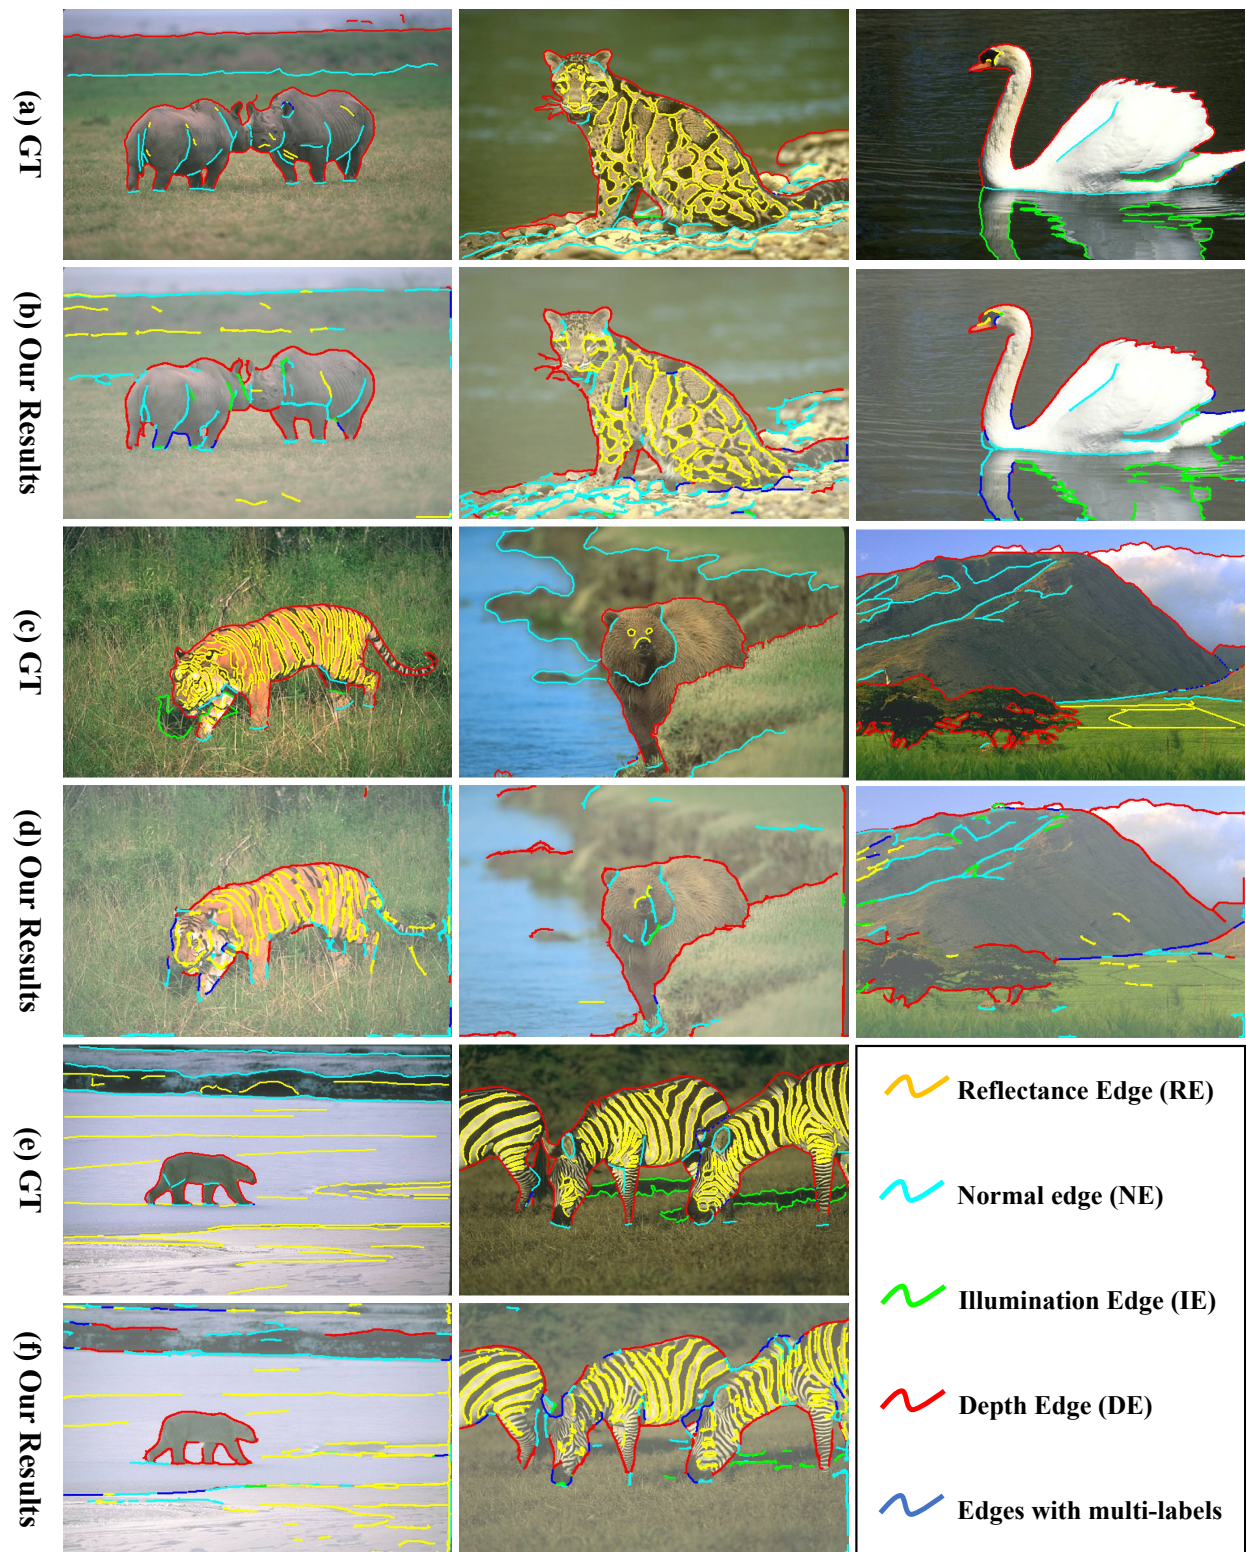 (a) GT
(b) Our Results
(c) GT
(d) Our Results
(e) GT
(f) Our Results
Reflectance Edge (RE)
Normal edge (NE)
Illumination Edge (IE)
Depth Edge (DE)
Edges with multi-labels